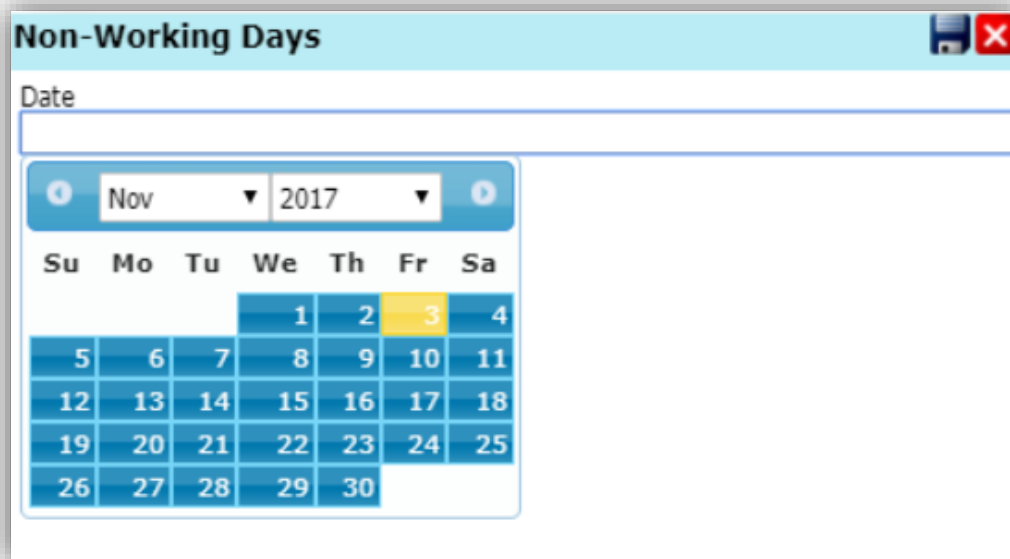 Non-Working Days
Date
Nov 2017
Su Mo Tu We Th Fr Sa
1 2 3 4
5 6 7 8 9 10 11
12 13 14 15 16 17 18
19 20 21 22 23 24 25
26 27 28 29 30